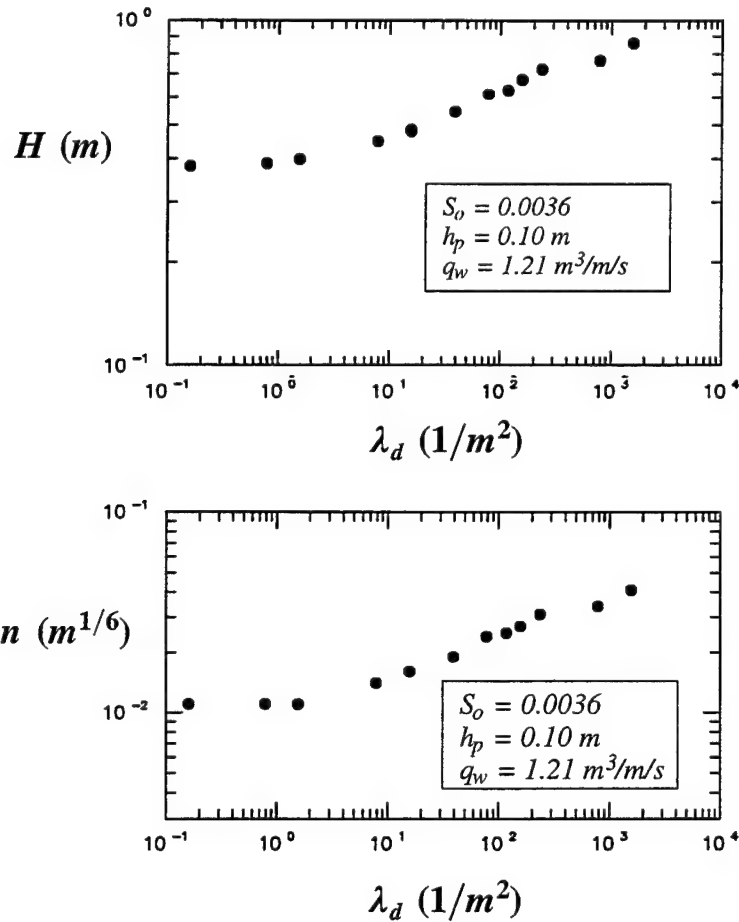 10⁰
H (m)
S_o = 0.0036
h_p = 0.10 m
q_w = 1.21 m³/m/s
10⁻¹
10⁻¹ 10⁰ 10¹ 10² 10³ 10⁴
λ_d (1/m²)
10⁻¹
n (m^{1/6})
10⁻²
S_o = 0.0036
h_p = 0.10 m
q_w = 1.21 m³/m/s
10⁻¹ 10⁰ 10¹ 10² 10³ 10⁴
λ_d (1/m²)